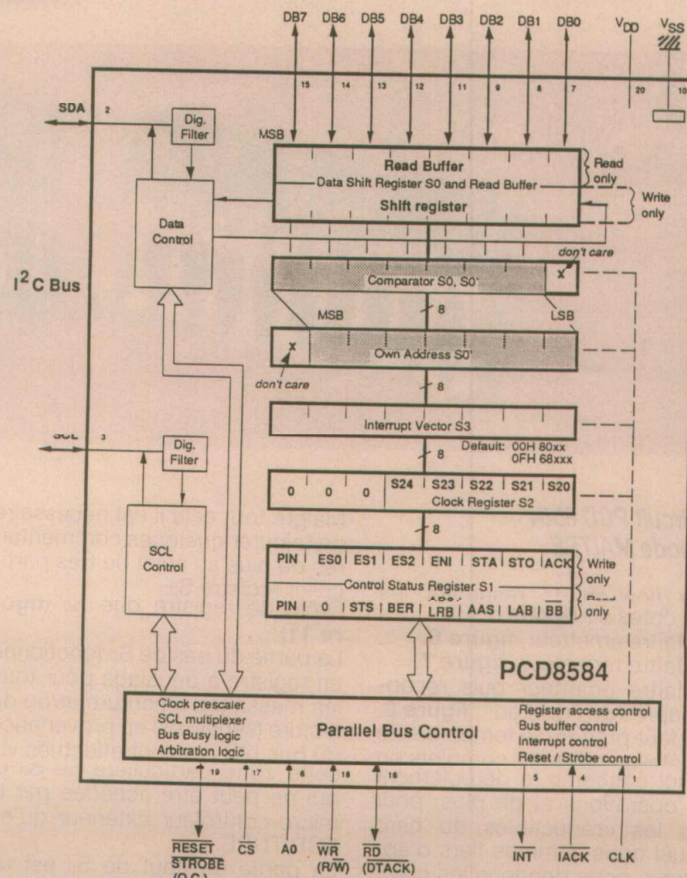 DB7 DB6 DB5 DB4 DB3 DB2 DB1 DB0 VDD VSS
15 14 13 12 11 9 8 7 20 10
SDA 2
Dig. Filter
MSB
Read Buffer
Data Shift Register S0 and Read Buffer
Shift register
Read only
Write only
Data Control
I²C Bus
don't care
Comparator S0, S0'
X
8
MSB LSB
X
Own Address S0'
don't care
8
Interrupt Vector S3
8
Default: 00H 80xx
0FH 68xxx
SCL 3
Dig. Filter
0 0 0 S24 S23 S22 S21 S20
Clock Register S2
8
SCL Control
PIN ES0 ES1 ES2 ENI STA STO ACK
Write only
Control Status Register S1
PIN 0 STS BER LRB AAS LAB BB
only
PCD8584
Clock prescaler
SCL multiplexer
Bus Busy logic
Arbitration logic
Parallel Bus Control
Register access control
Bus buffer control
Interrupt control
Reset / Strobe control
19 17 6 18 16 5 4 1
RESET CS A0 WR RD INT IACK CLK
STROBE (R/W) (DTACK)
(O.C.)